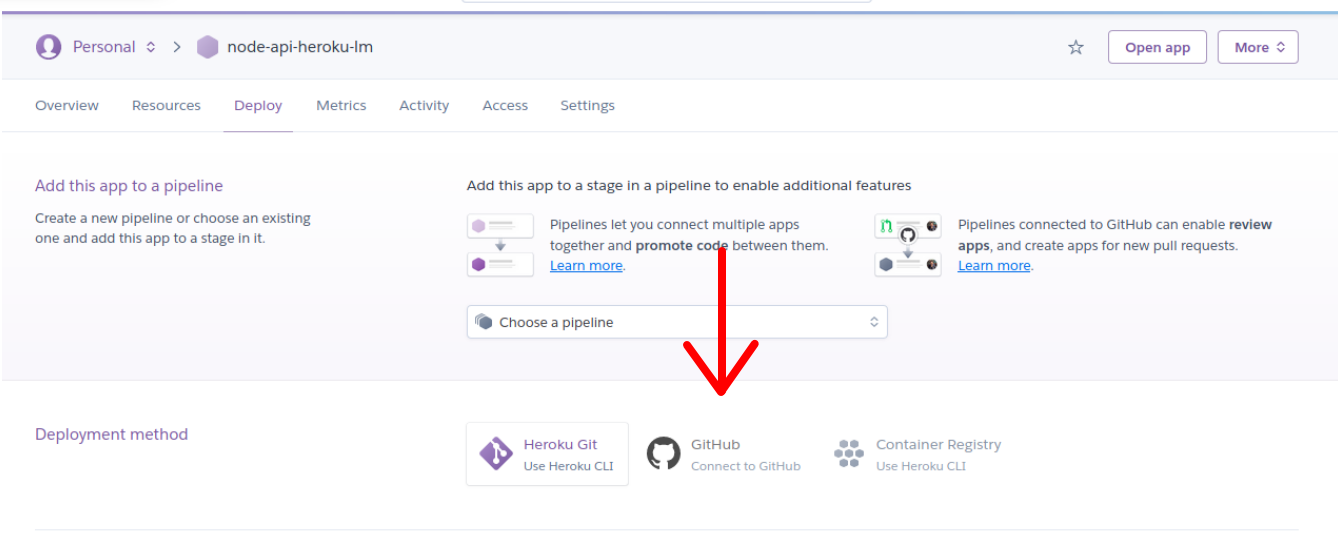 Personal > node-api-heroku-lm
Open app
More
Overview Resources Deploy Metrics Activity Access Settings
Add this app to a pipeline
Create a new pipeline or choose an existing
one and add this app to a stage in it.
Add this app to a stage in a pipeline to enable additional features
Pipelines let you connect multiple apps
together and promote code between them.
Learn more.
Pipelines connected to GitHub can enable review
apps, and create apps for new pull requests.
Learn more.
Choose a pipeline
Deployment method
Heroku Git
Use Heroku CLI
GitHub
Connect to GitHub
Container Registry
Use Heroku CLI